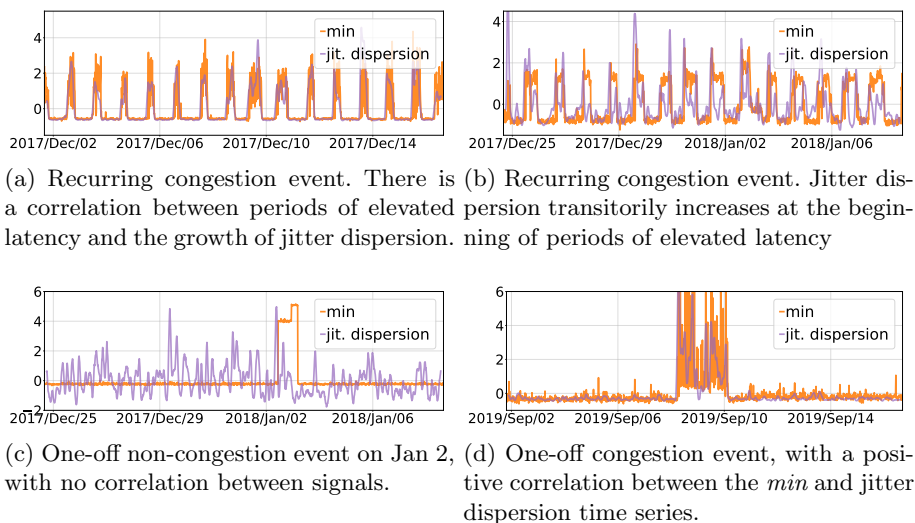 4
2
0
min
jit. dispersion
2017/Dec/02 2017/Dec/06 2017/Dec/10 2017/Dec/14
(a) Recurring congestion event. There is
a correlation between periods of elevated
latency and the growth of jitter dispersion.
4
2
0
min
jit. dispersion
2017/Dec/25 2017/Dec/29 2018/Jan/02 2018/Jan/06
(b) Recurring congestion event. Jitter dis-
persion transitorily increases at the begin-
ning of periods of elevated latency
6
4
2
0
−2
min
jit. dispersion
2017/Dec/25 2017/Dec/29 2018/Jan/02 2018/Jan/06
(c) One-off non-congestion event on Jan 2,
with no correlation between signals.
6
4
2
0
min
jit. dispersion
2019/Sep/02 2019/Sep/06 2019/Sep/10 2019/Sep/14
(d) One-off congestion event, with a posi-
tive correlation between the min and jitter
dispersion time series.